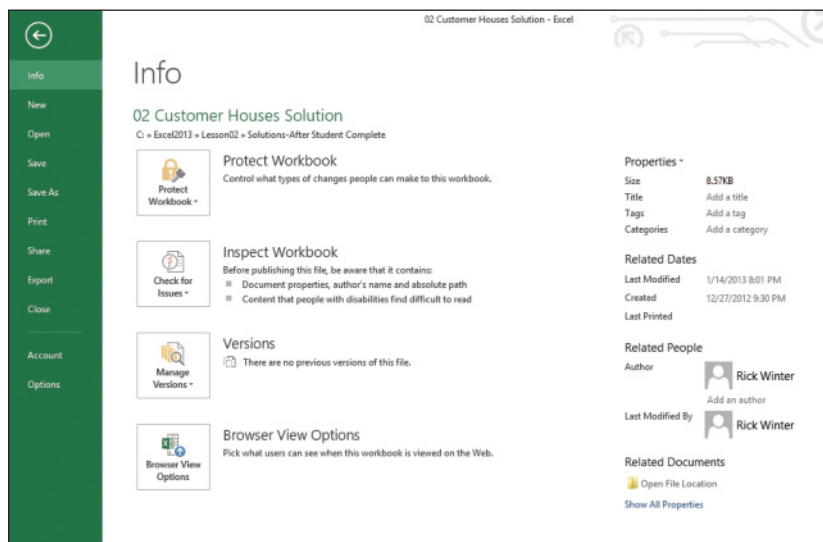 02 Customer Houses Solution - Excel
Info
New
Open
Save
Save As
Print
Share
Export
Close
Account
Options
Info
02 Customer Houses Solution
C: » Excel2013 » Lesson02 » Solutions-After Student Complete
Protect
Workbook
Protect Workbook
Control what types of changes people can make to this workbook.
Check for
Issues
Inspect Workbook
Before publishing this file, be aware that it contains:
Document properties, author's name and absolute path
Content that people with disabilities find difficult to read
Manage
Versions
Versions
There are no previous versions of this file.
Browser View
Options
Browser View Options
Pick what users can see when this workbook is viewed on the Web.
Properties
Size 8.57KB
Title Add a title
Tags Add a tag
Categories Add a category
Related Dates
Last Modified 1/14/2013 8:01 PM
Created 12/27/2012 9:30 PM
Last Printed
Related People
Author Rick Winter
Add an author
Last Modified By Rick Winter
Related Documents
Open File Location
Show All Properties